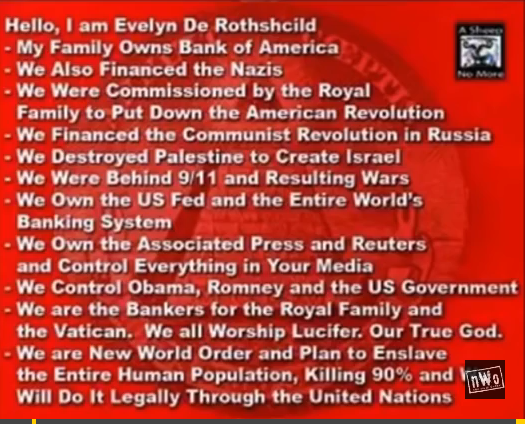 Hello, I am Evelyn De Rothshcild
A Sheep
No More
- My Family Owns Bank of America
- We Also Financed the Nazis
- We Were Commissioned by the Royal
Family to Put Down the American Revolution
- We Financed the Communist Revolution in Russia
- We Destroyed Palestine to Create Israel
- We Were Behind 9/11 and Resulting Wars
- We Own the US Fed and the Entire World's
Banking System
- We Own the Associated Press and Reuters
and Control Everything in Your Media
- We Control Obama, Romney and the US Government
- We are the Bankers for the Royal Family and
the Vatican. We all Worship Lucifer. Our True God.
- We are New World Order and Plan to Enslave
the Entire Human Population, Killing 90% and
nWo
Will Do It Legally Through the United Nations